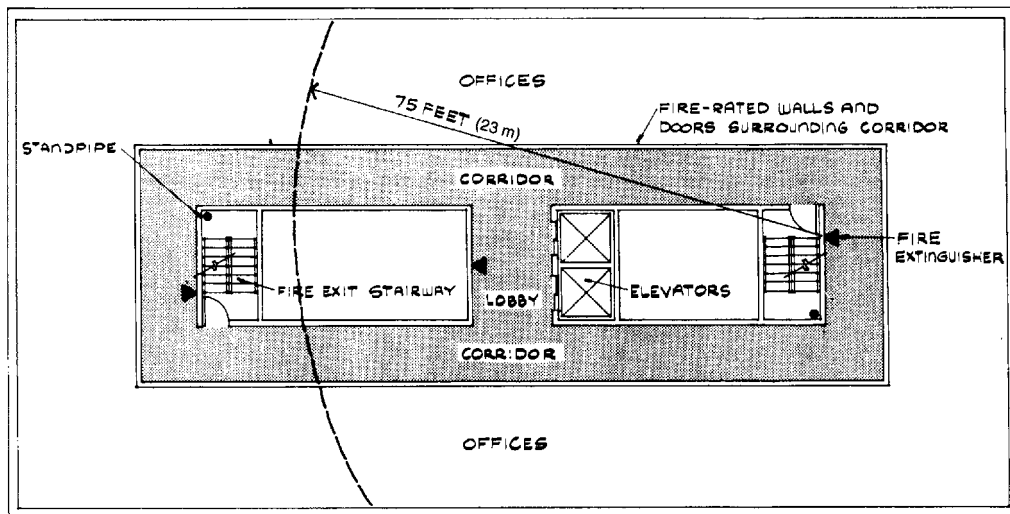 OFFICES
75 FEET (23 m)
FIRE-RATED WALLS AND
DOORS SURROUNDING CORRIDOR
STANDPIPE
CORRIDOR
FIRE
EXTINGUISHER
FIRE EXIT STAIRWAY
LOBBY
ELEVATORS
CORRIDOR
OFFICES